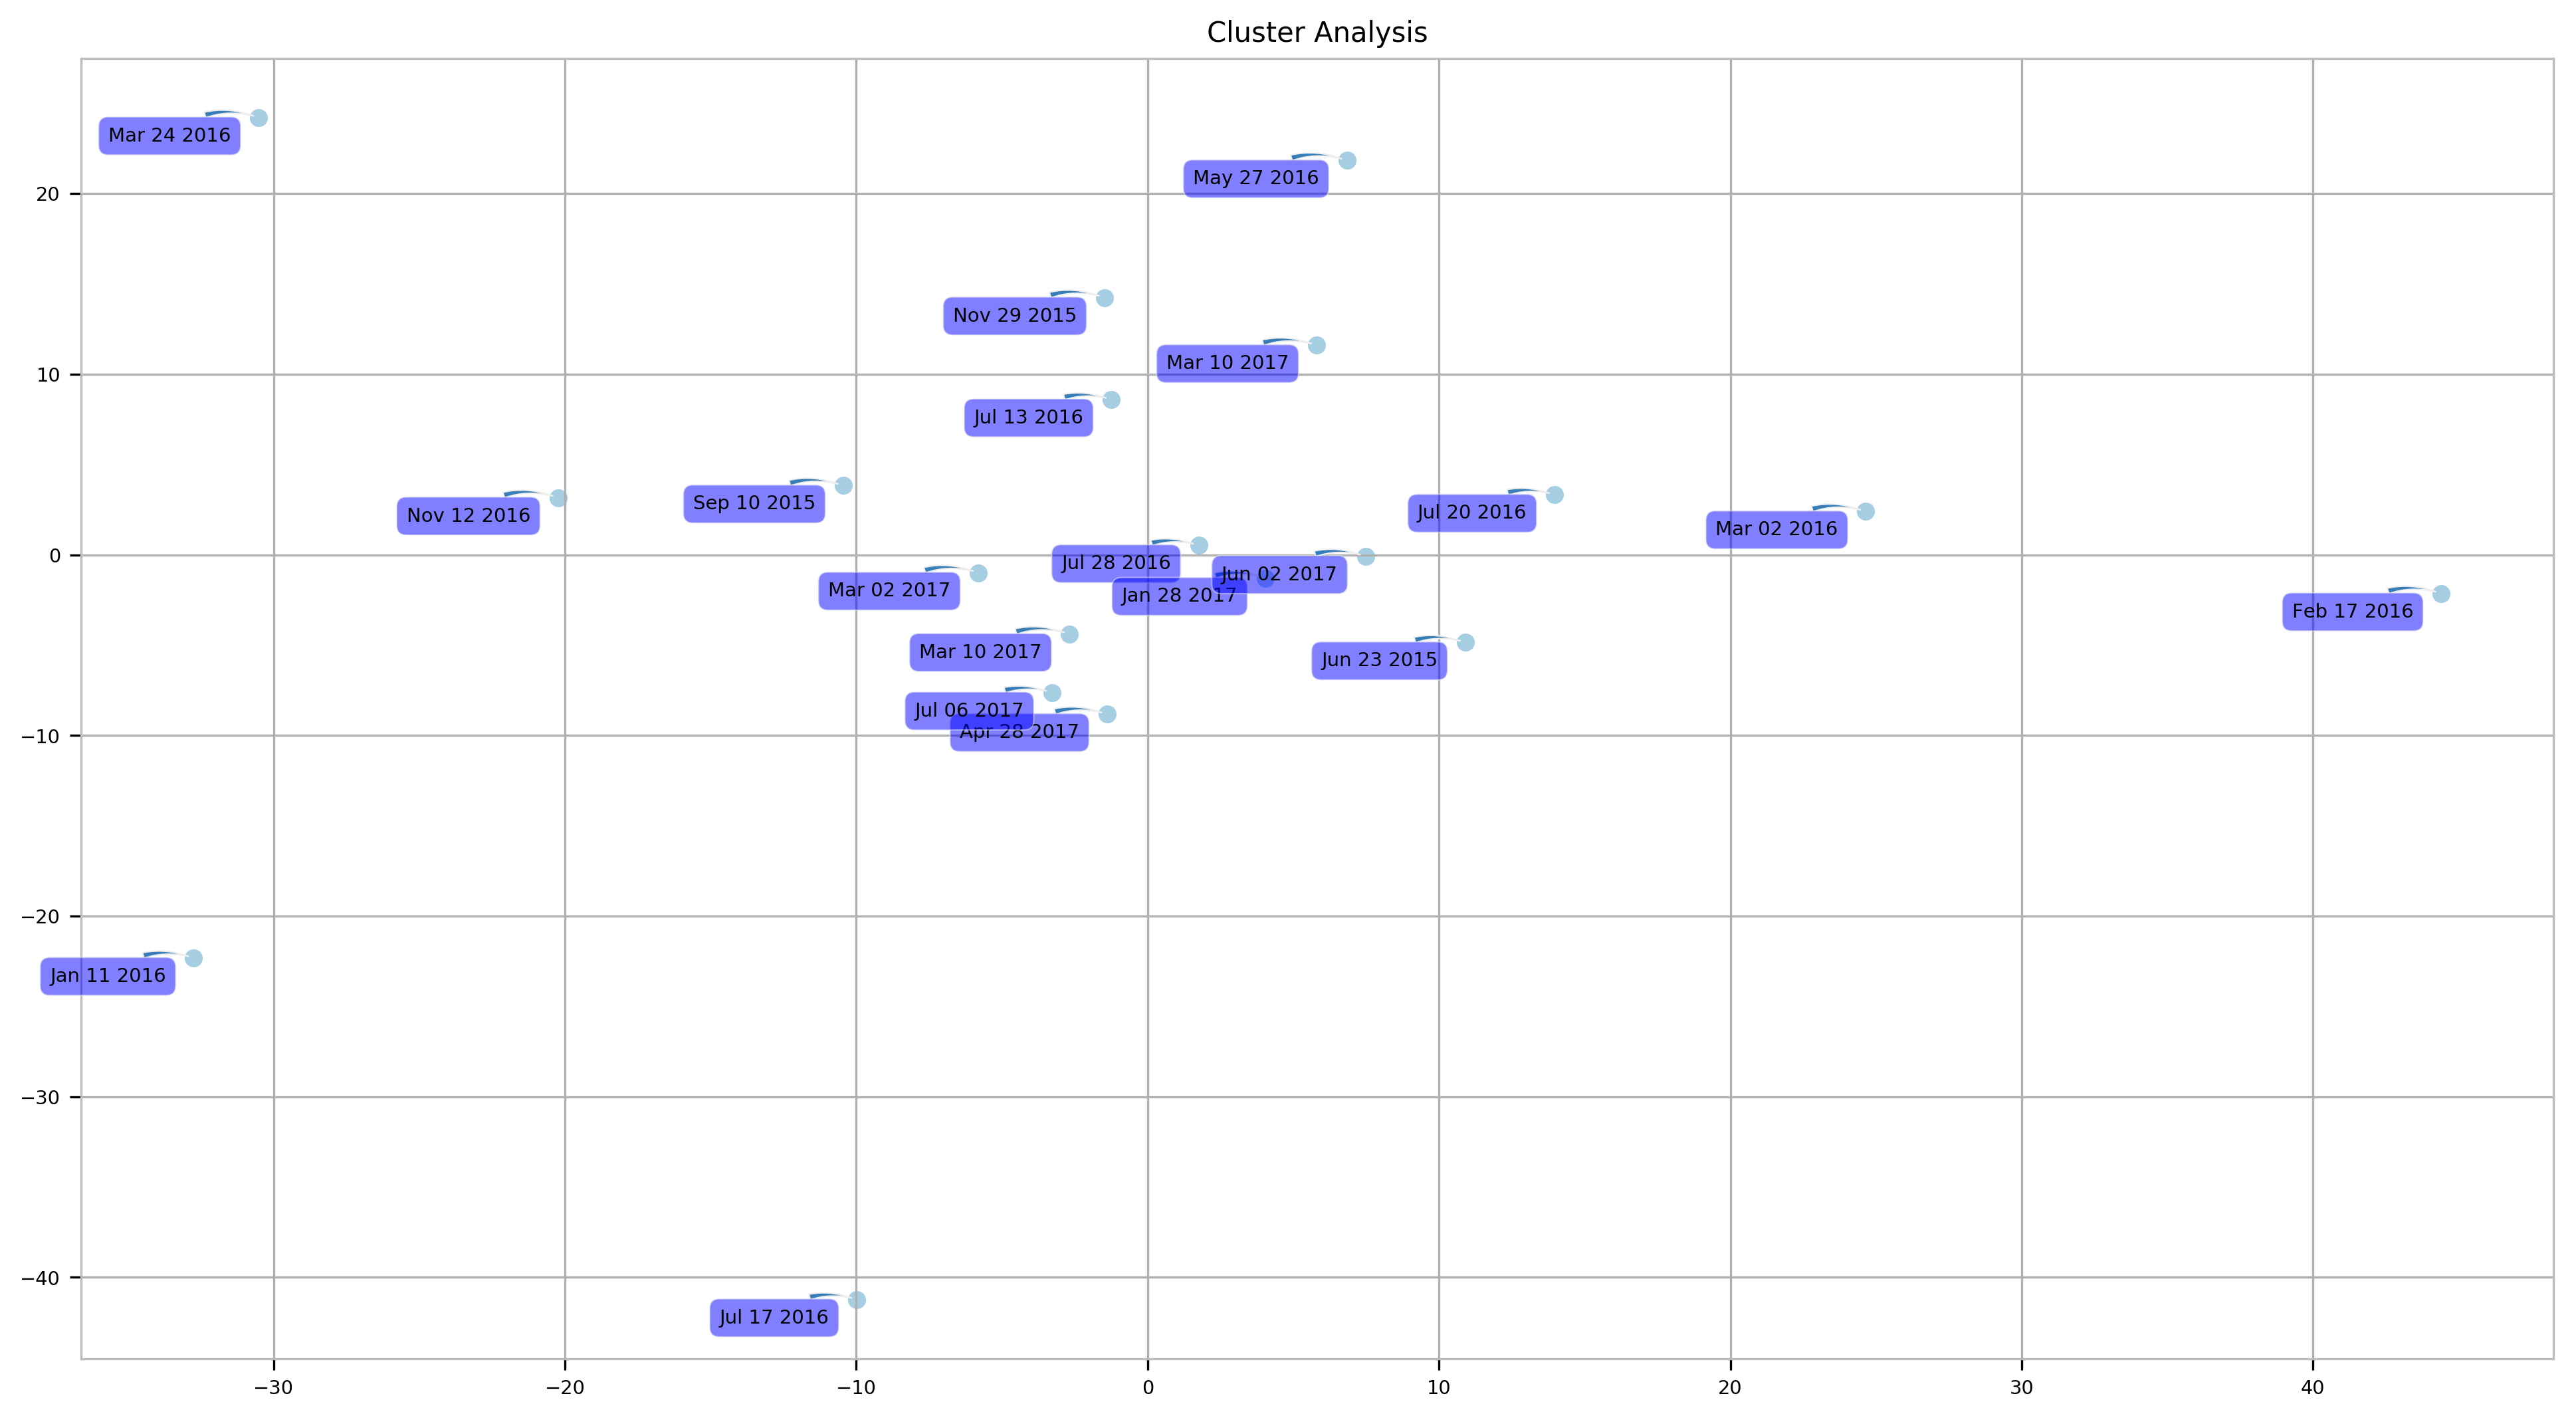 Cluster Analysis
Mar 24 2016
May 27 2016
20
Nov 29 2015
Mar 10 2017
10
Jul 13 2016
Sep 10 2015
Nov 12 2016
Jul 20 2016
Mar 02 2016
0
Jul 28 2016
Jun 02 2017
Mar 02 2017
Jan 28 2017
Feb 17 2016
Mar 10 2017
Jun 23 2015
Jul 06 2017
Apr 28 2017
−10
−20
Jan 11 2016
−30
−40
Jul 17 2016
−30 −20 −10 0 10 20 30 40